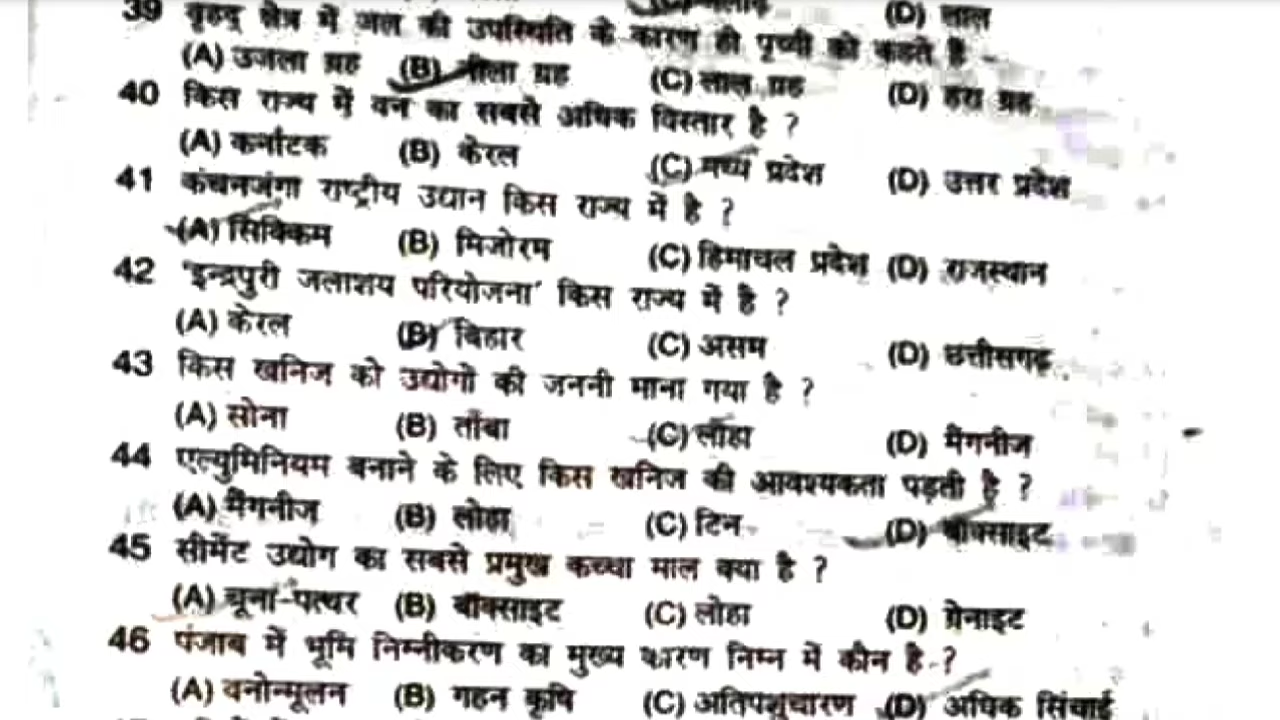 (D) लाल
39 वृहद् क्षेत्र में जल की उपस्थिति के कारण ही पृथ्वी को कहते हैं -
(A) उजला ग्रह (B) नीला ग्रह (C) लाल ग्रह (D) हरा ग्रह
40 किस राज्य में वन का सबसे अधिक विस्तार है ?
(A) कर्नाटक (B) केरल (C) मध्य प्रदेश (D) उत्तर प्रदेश
41 कंचनजंगा राष्ट्रीय उद्यान किस राज्य में है ?
(A) सिक्किम (B) मिजोरम (C) हिमाचल प्रदेश (D) राजस्थान
42 'इन्द्रपुरी जलाशय परियोजना' किस राज्य में है ?
(A) केरल (B) बिहार (C) असम (D) छत्तीसगढ़
43 किस खनिज को उद्योगों की जननी माना गया है ?
(A) सोना (B) ताँबा (C) लोहा (D) मैंगनीज
44 एल्युमिनियम बनाने के लिए किस खनिज की आवश्यकता पड़ती है ?
(A) मैंगनीज (B) लोहा (C) टिन (D) बॉक्साइट
45 सीमेंट उद्योग का सबसे प्रमुख कच्चा माल क्या है ?
(A) चूना-पत्थर (B) बॉक्साइट (C) लोहा (D) ग्रेनाइट
46 पंजाब में भूमि निम्नीकरण का मुख्य कारण निम्न में कौन है ?
(A) वनोन्मूलन (B) गहन कृषि (C) अतिपशुचारण (D) अधिक सिंचाई